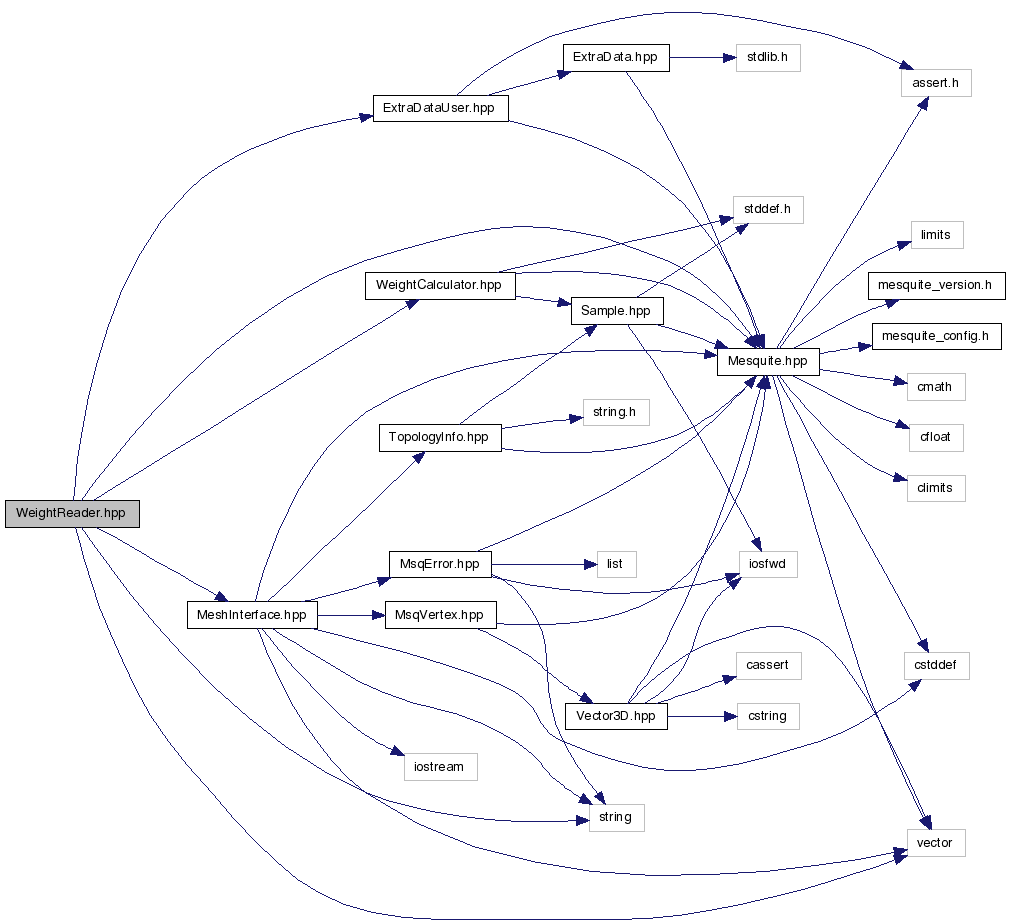 ExtraData.hpp
stdlib.h
assert.h
ExtraDataUser.hpp
stddef.h
limits
WeightCalculator.hpp
mesquite_version.h
Sample.hpp
mesquite_config.h
Mesquite.hpp
cmath
string.h
TopologyInfo.hpp
cfloat
climits
WeightReader.hpp
MsqError.hpp
list
iosfwd
MeshInterface.hpp
MsqVertex.hpp
cassert
cstddef
Vector3D.hpp
cstring
iostream
string
vector